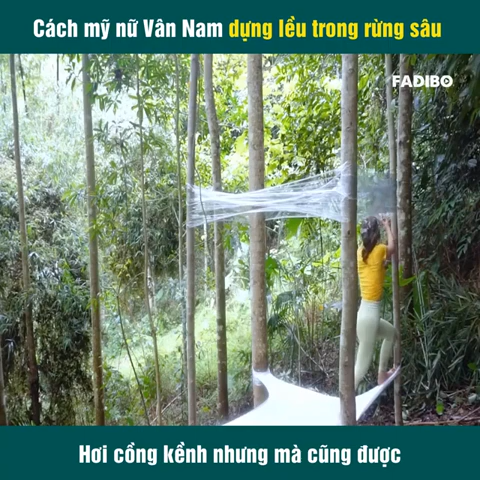 Cách mỹ nữ Vân Nam dựng lều trong rừng sâu
FADIBO
Hơi cồng kềnh nhưng mà cũng được